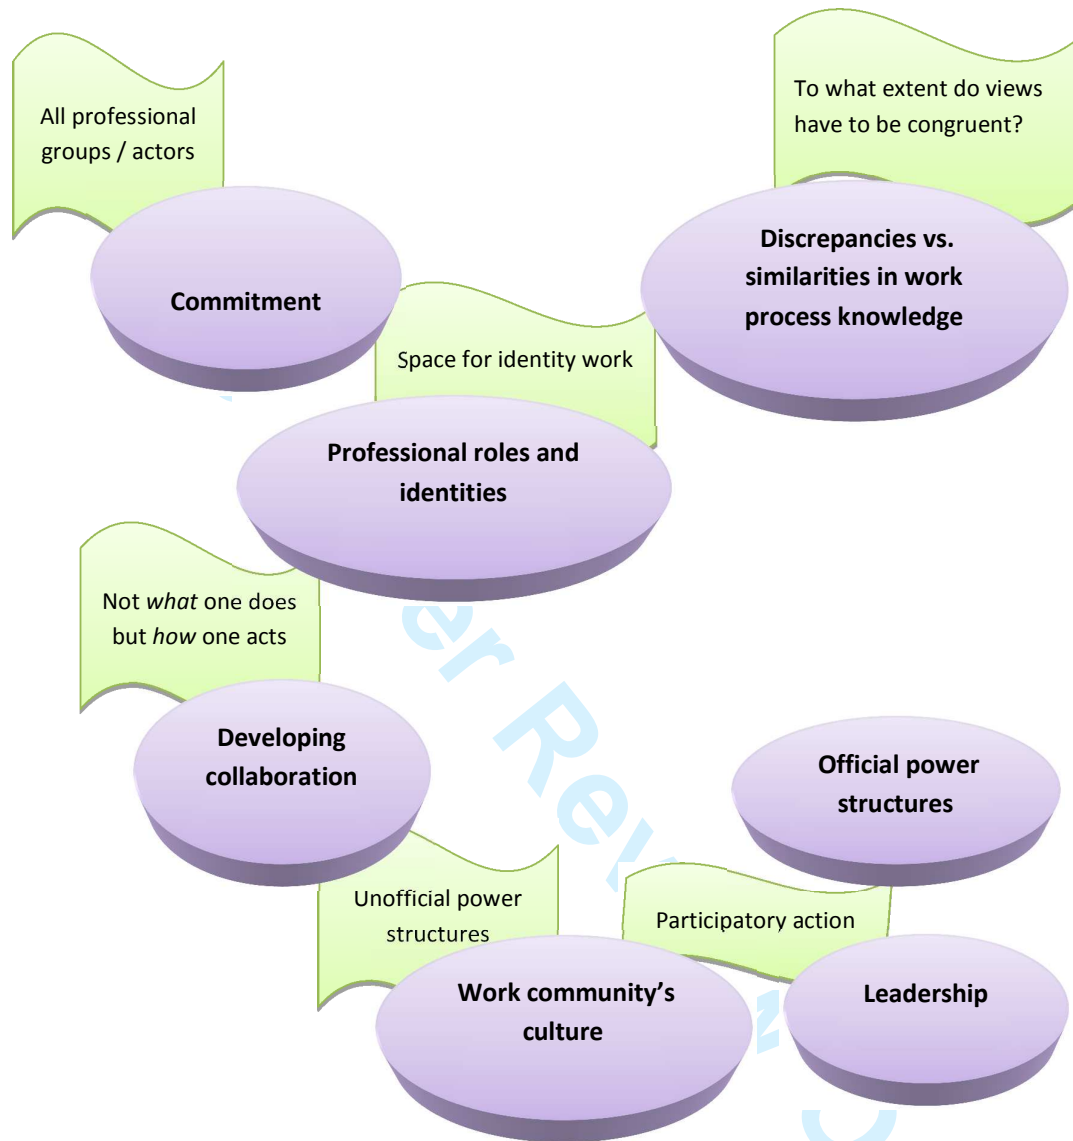 All professional
groups / actors
To what extent do views
have to be congruent?
Commitment
Discrepancies vs.
similarities in work
process knowledge
Space for identity work
Professional roles and
identities
Not what one does
but how one acts
Developing
collaboration
Official power
structures
Unofficial power
structures
Participatory action
Work community’s
culture
Leadership